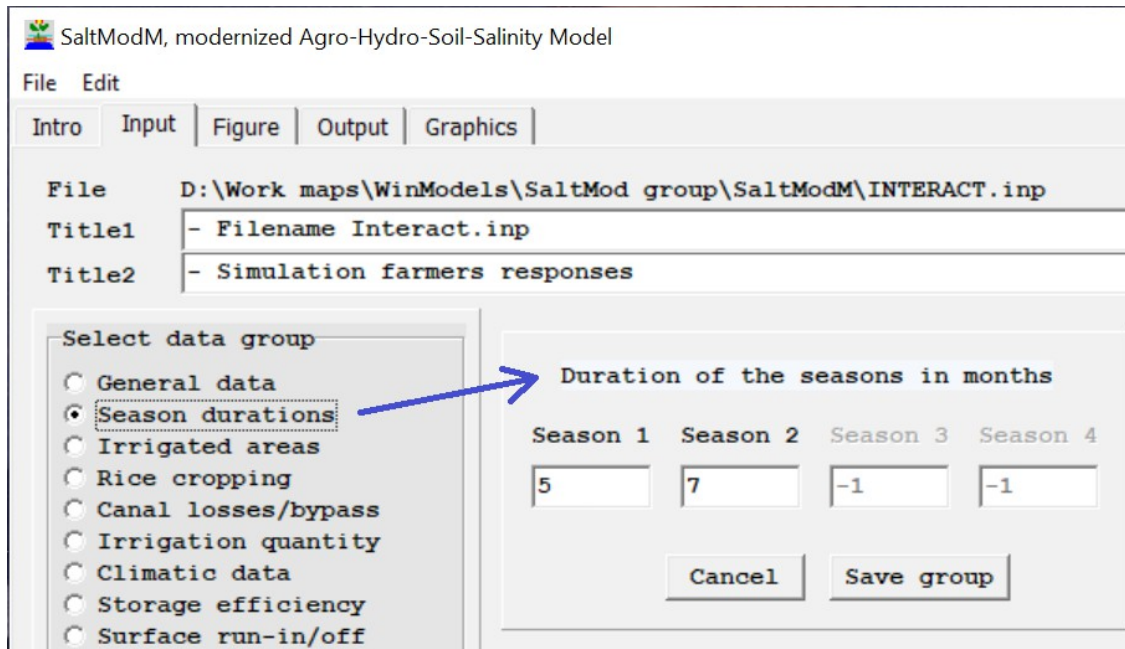 SaltModM, modernized Agro-Hydro-Soil-Salinity Model
File Edit
Intro Input Figure Output Graphics
File D:\Work maps\WinModels\SaltMod group\SaltModM\INTERACT.inp
Title1 - Filename Interact.inp
Title2 - Simulation farmers responses
Select data group
General data
Season durations
Irrigated areas
Rice cropping
Canal losses/bypass
Irrigation quantity
Climatic data
Storage efficiency
Surface run-in/off
Duration of the seasons in months
Season 1 Season 2 Season 3 Season 4
5 7 -1 -1
Cancel Save group